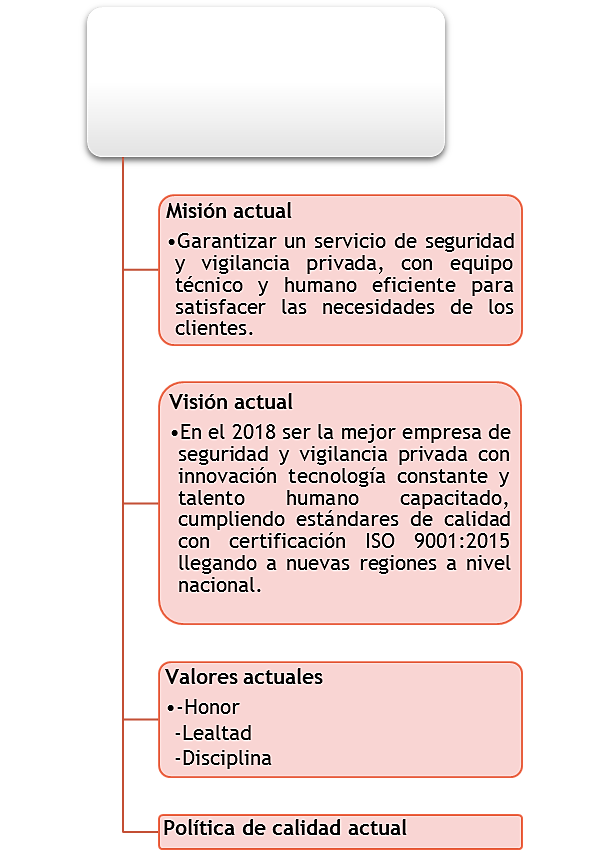 Misión actual
•Garantizar un servicio de seguridad
y vigilancia privada, con equipo
técnico y humano eficiente para
satisfacer las necesidades de los
clientes.
Visión actual
•En el 2018 ser la mejor empresa de
seguridad y vigilancia privada con
innovación tecnología constante y
talento humano capacitado,
cumpliendo estándares de calidad
con certificación ISO 9001:2015
llegando a nuevas regiones a nivel
nacional.
Valores actuales
•-Honor
-Lealtad
-Disciplina
Política de calidad actual